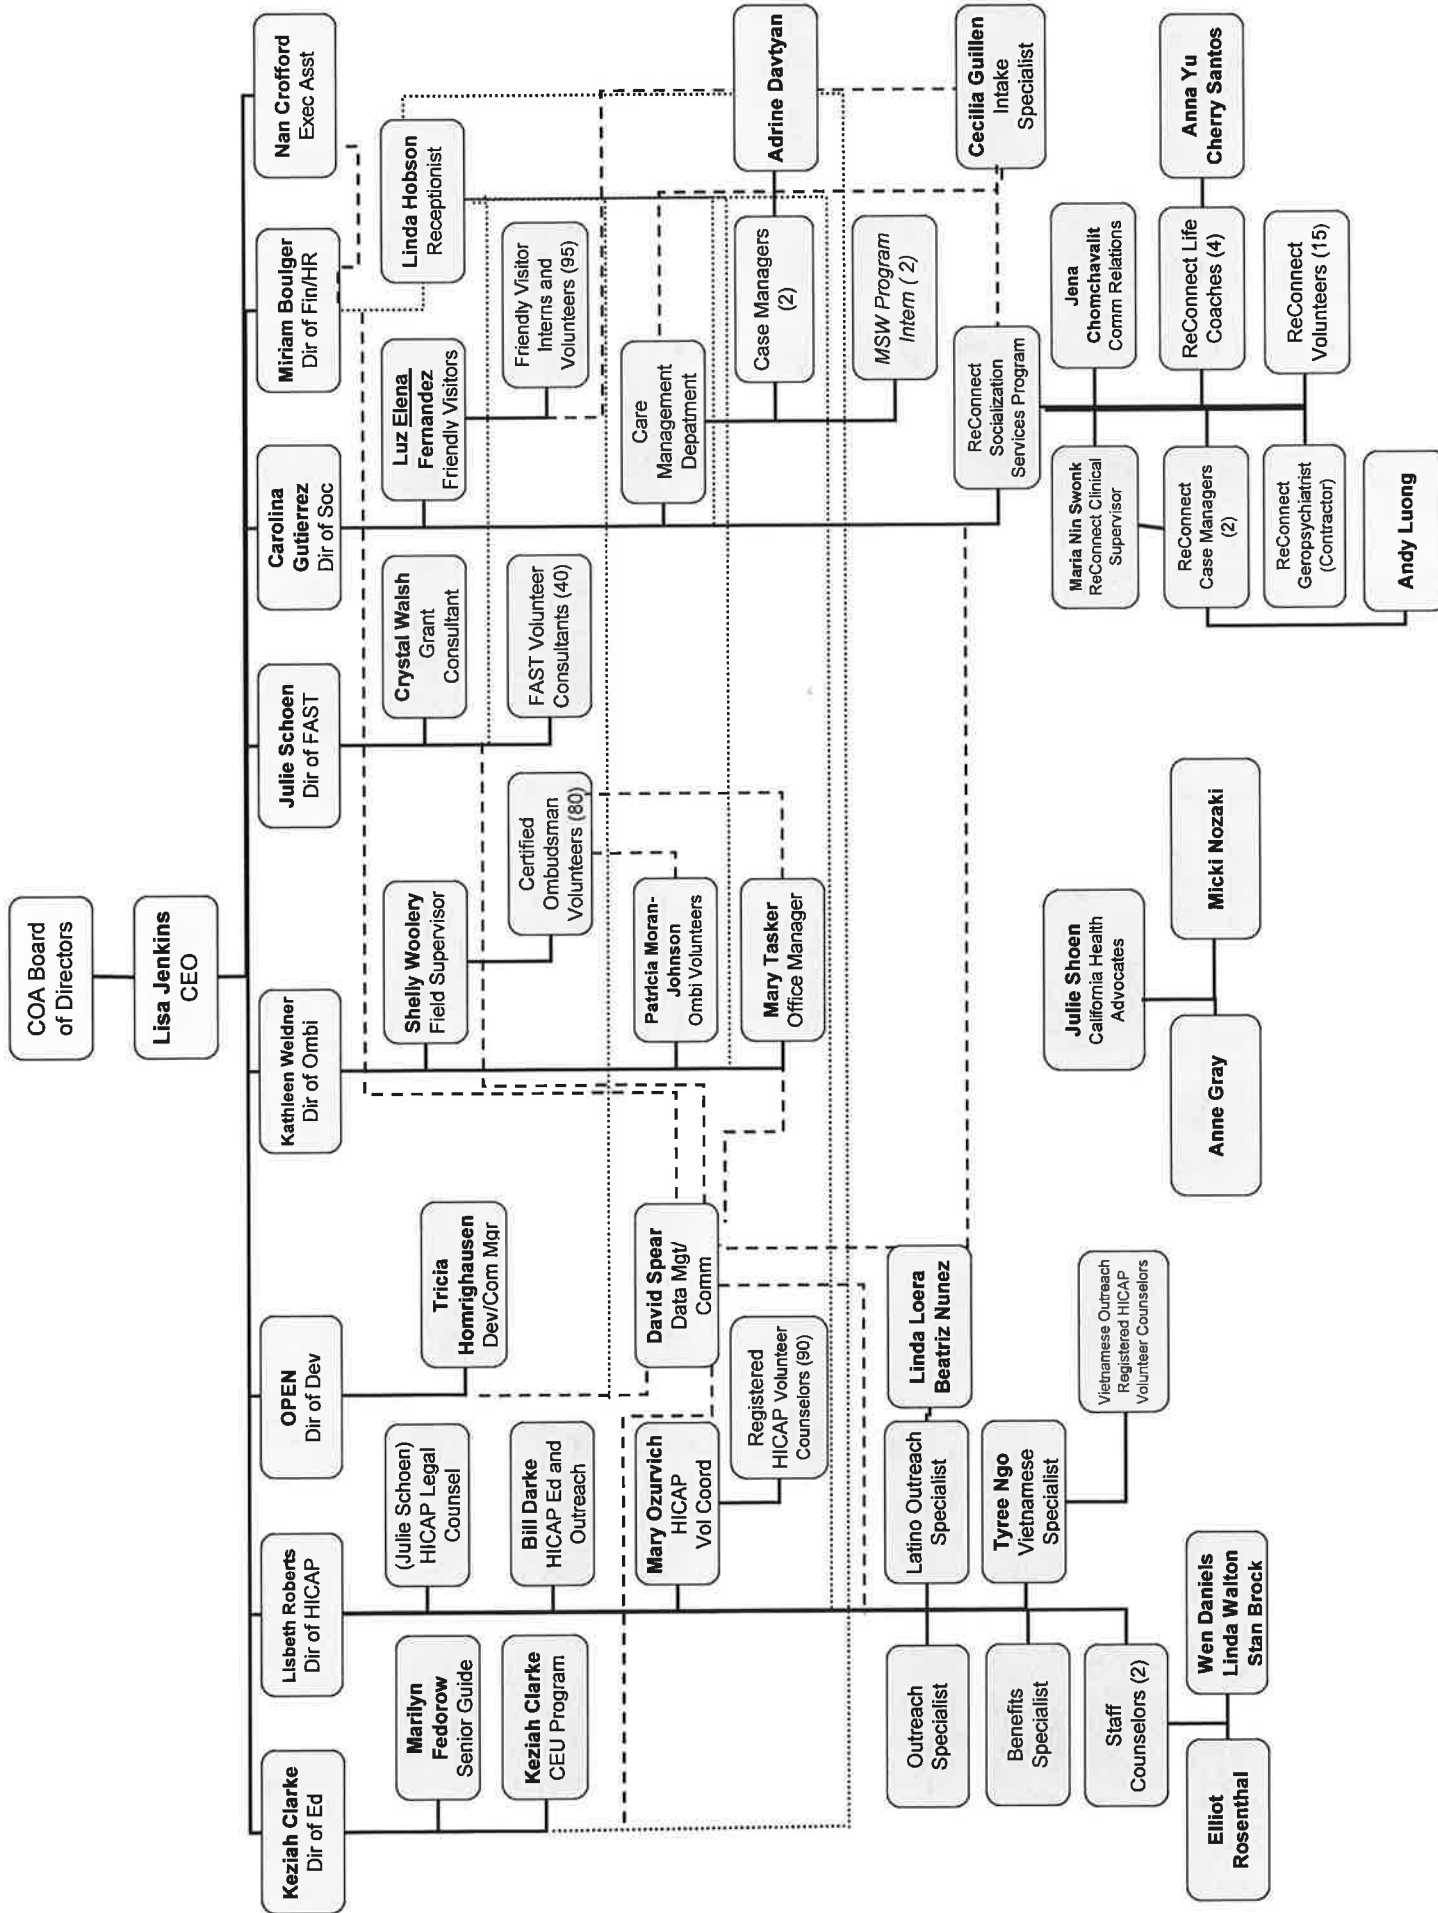 COA Board
of Directors
Lisa Jenkins
CEO
Keziah Clarke
Dir of Ed
Lisbeth Roberts
Dir of HICAP
OPEN
Dir of Dev
Kathleen Weidner
Dir of Ombi
Julie Schoen
Dir of FAST
Carolina
Gutierrez
Dir of Soc
Miriam Boulger
Dir of Fin/HR
Nan Crofford
Exec Asst
Marilyn
Fedorow
Senior Guide
Keziah Clarke
CEU Program
(Julie Schoen)
HICAP Legal
Counsel
Bill Darke
HICAP Ed and
Outreach
Mary Ozurvich
HICAP
Vol Coord
Registered
HICAP Volunteer
Counselors (90)
Tricia
Homrighausen
Dev/Com Mgr
David Spear
Data Mgt/
Comm
Shelly Woolery
Field Supervisor
Certified
Ombudsman
Volunteers (80)
Patricia Moran-
Johnson
Ombi Volunteers
Mary Tasker
Office Manager
Crystal Walsh
Grant
Consultant
FAST Volunteer
Consultants (40)
Luz Elena
Fernandez
Friendly Visitors
Friendly Visitor
Interns and
Volunteers (95)
Linda Hobson
Receptionist
Care
Management
Depatment
Case Managers
(2)
Adrine Davtyan
MSW Program
Intern ( 2)
Cecilia Guillen
Intake
Specialist
ReConnect
Socialization
Services Program
Outreach
Specialist
Latino Outreach
Specialist
Linda Loera
Beatriz Nunez
Benefits
Specialist
Tyree Ngo
Vietnamese
Specialist
Vietnamese Outreach
Registered HICAP
Volunteer Counselors
Staff
Counselors (2)
Elliot
Rosenthal
Wen Daniels
Linda Walton
Stan Brock
Julie Shoen
California Health
Advocates
Anne Gray
Micki Nozaki
Maria Nin Swonk
ReConnect Clinical
Supervisor
Jena
Chomchavalit
Comm Relations
ReConnect
Case Managers
(2)
ReConnect Life
Coaches (4)
Anna Yu
Cherry Santos
ReConnect
Geropsychiatrist
(Contractor)
ReConnect
Volunteers (15)
Andy Luong